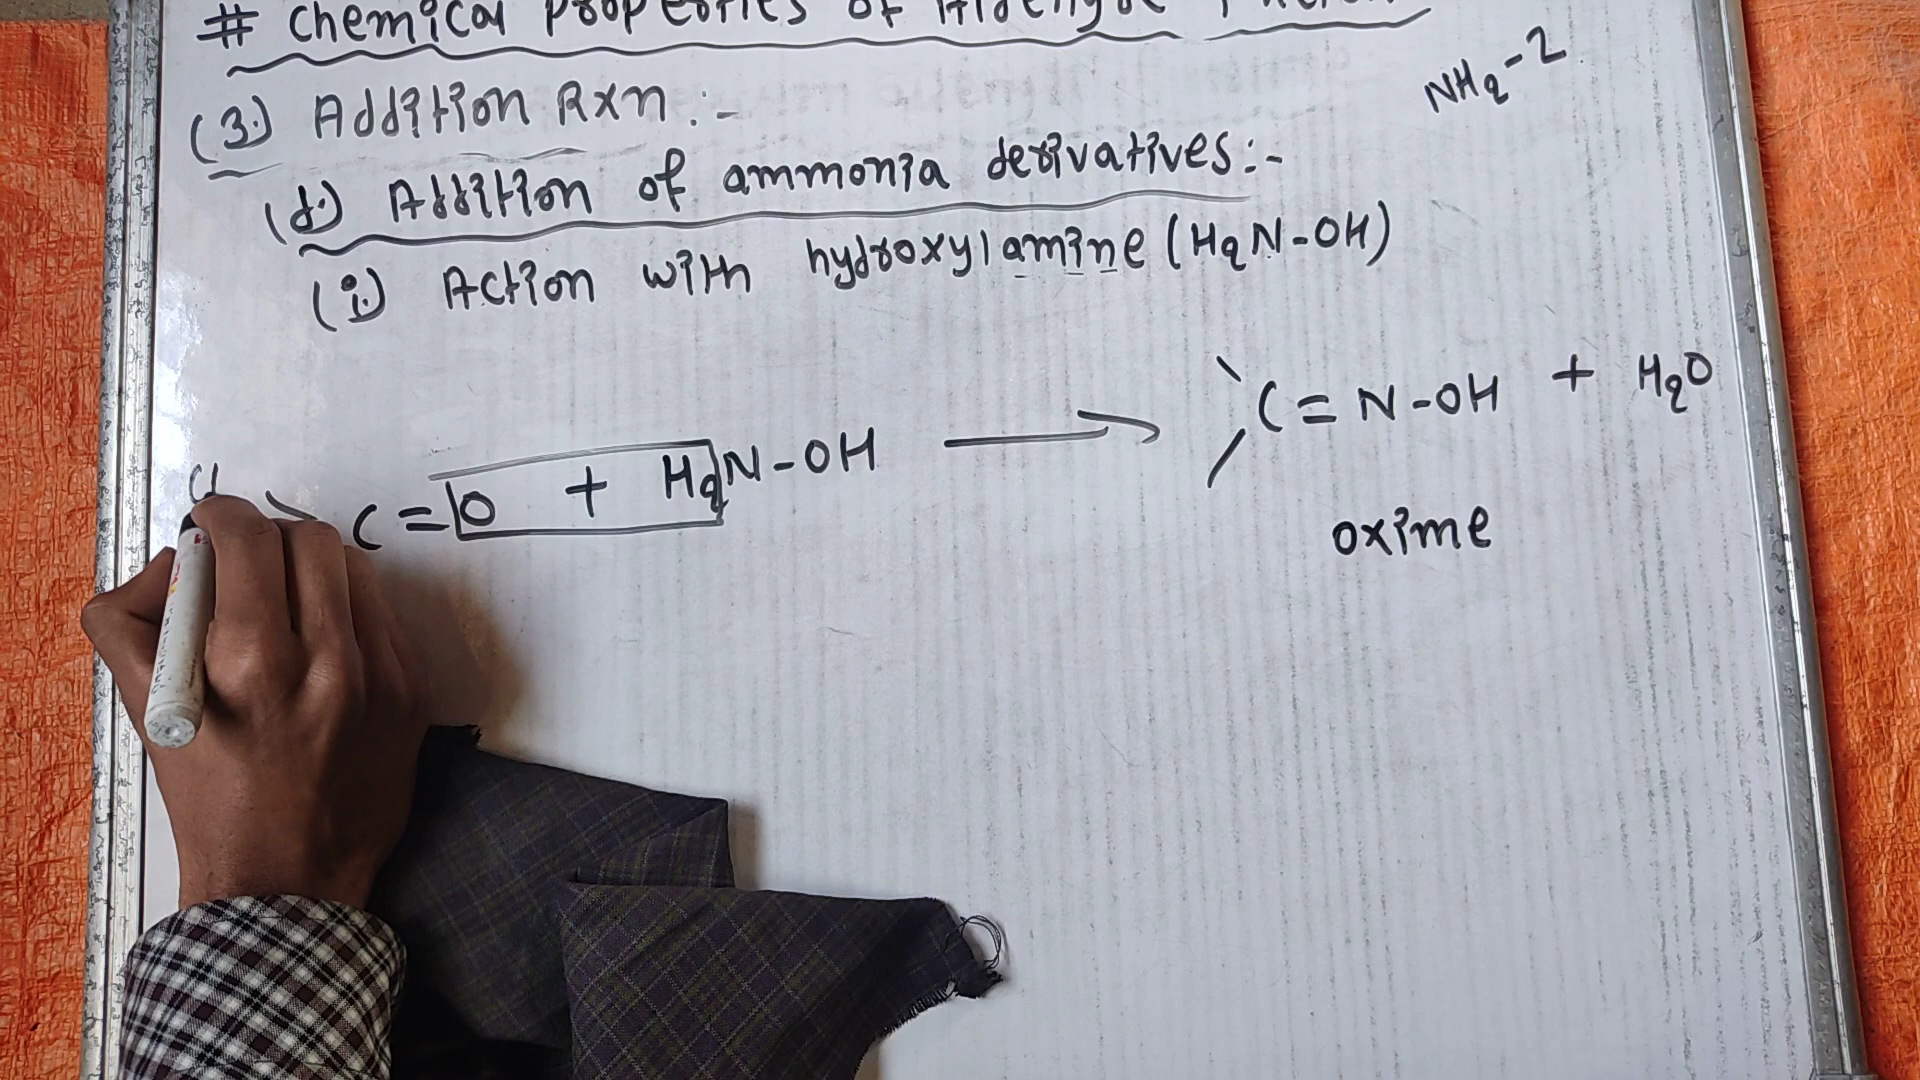 # Chemical Properties of Aldehyde
(3.) Addition Rxn :-
NH₂-Z
(d.) Addition of ammonia derivatives:-
(i.) Action with hydroxylamine (H₂N-OH)
C=O + H₂N-OH → C=N-OH + H₂O
oxime